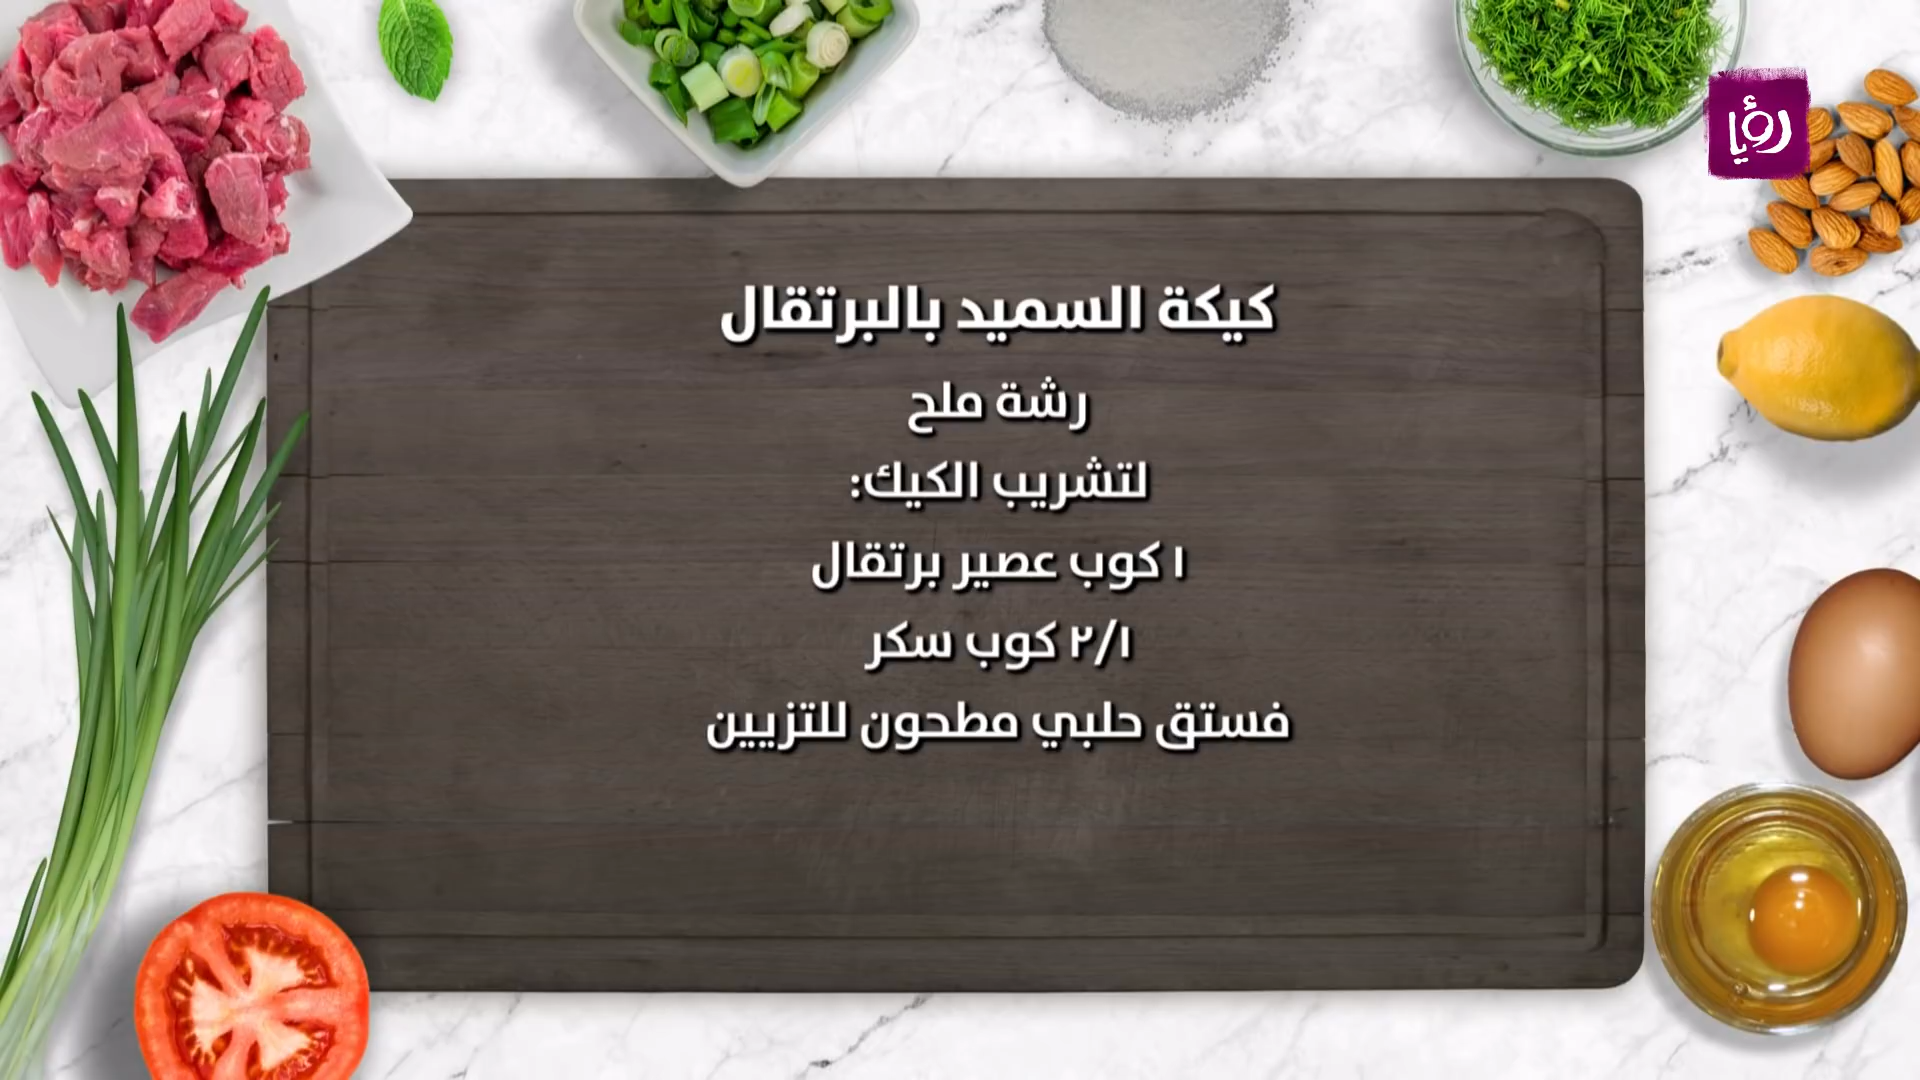 رؤيا
كيكة السميد بالبرتقال
رشة ملح
لتشريب الكيك:
١ كوب عصير برتقال
٢/١ كوب سكر
فستق حلبي مطحون للتزيين